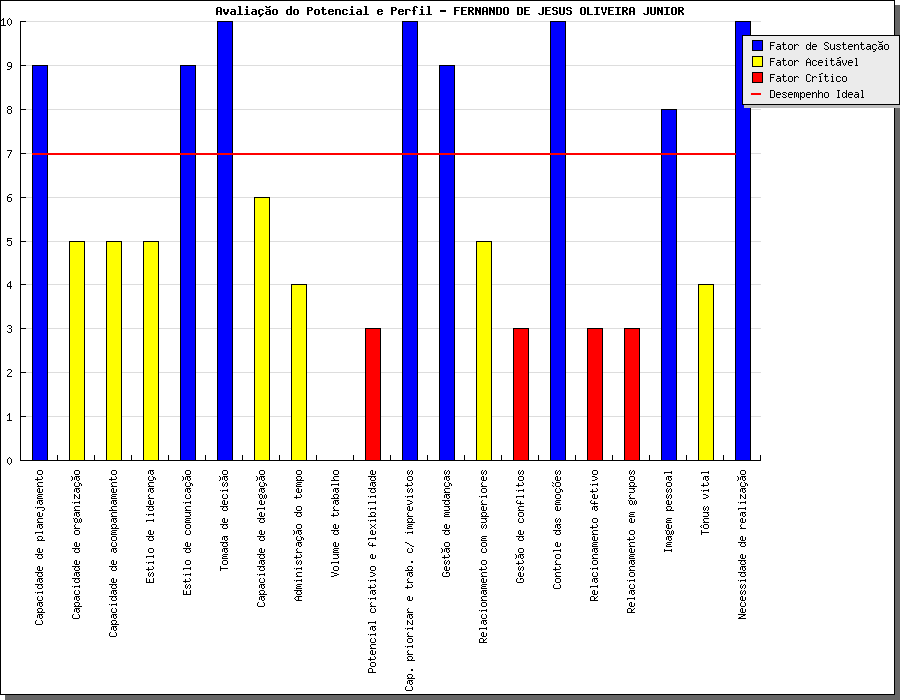 Avaliação do Potencial e Perfil - FERNANDO DE JESUS OLIVEIRA JUNIOR
Fator de Sustentação
Fator Aceitável
Fator Crítico
Desempenho Ideal
10
9
8
7
6
5
4
3
2
1
0
Capacidade de planejamento
Capacidade de organização
Capacidade de acompanhamento
Estilo de liderança
Estilo de comunicação
Tomada de decisão
Capacidade de delegação
Administração do tempo
Volume de trabalho
Potencial criativo e flexibilidade
Cap. priorizar e trab. c/ imprevistos
Gestão de mudanças
Relacionamento com superiores
Gestão de conflitos
Controle das emoções
Relacionamento afetivo
Relacionamento em grupos
Imagem pessoal
Tônus vital
Necessidade de realização